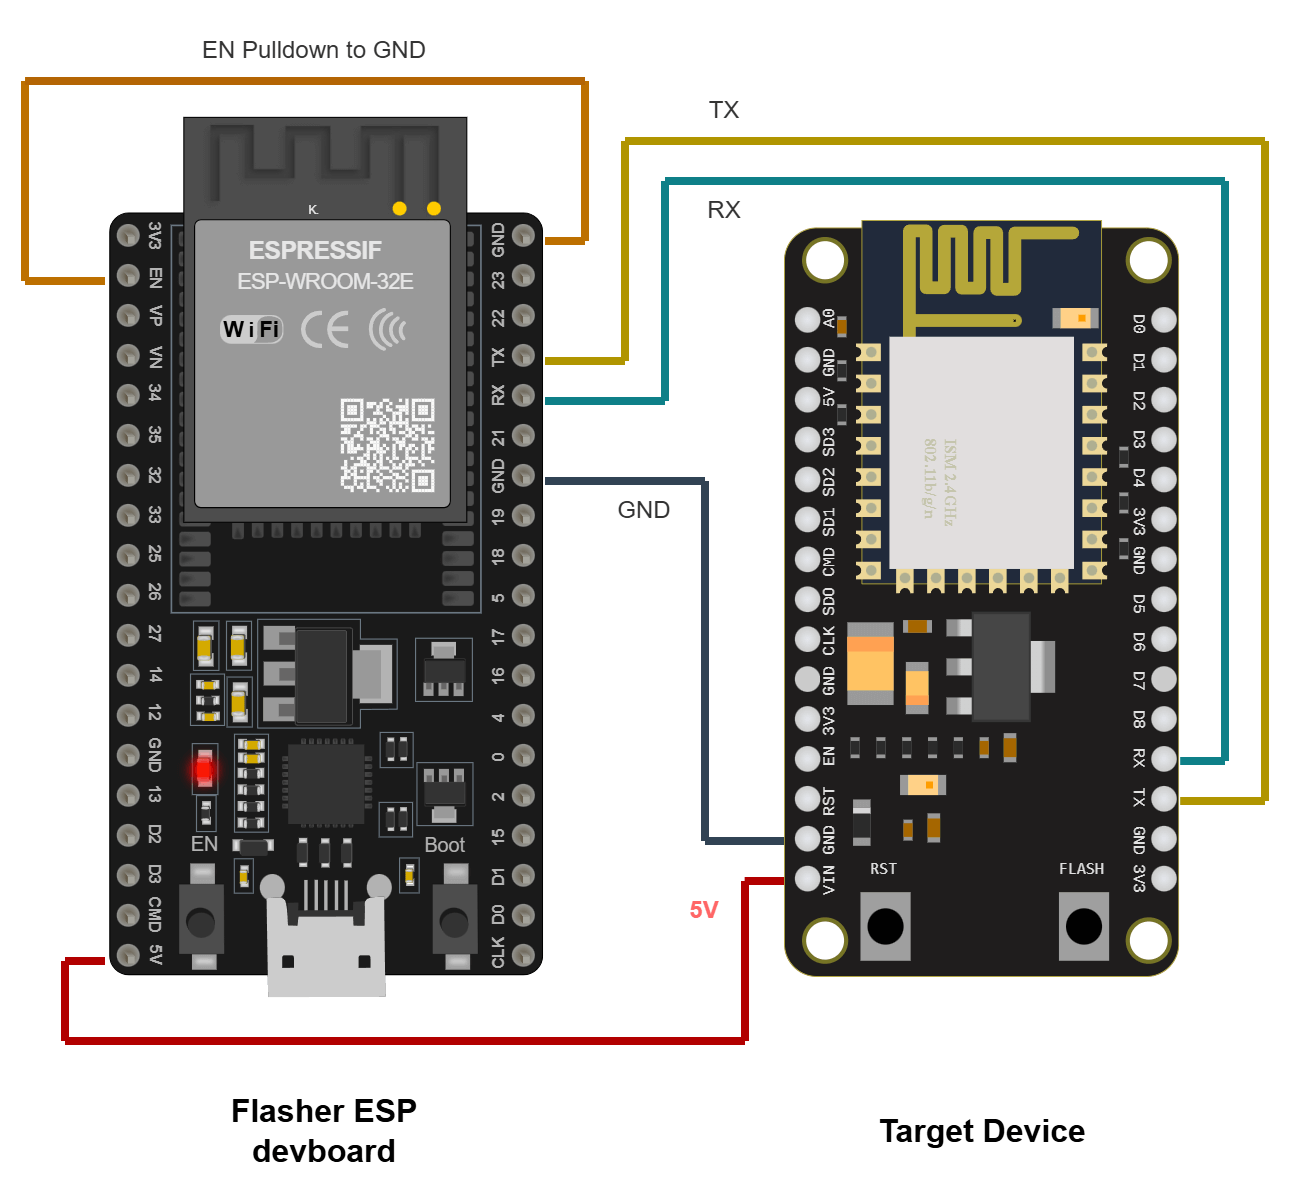 EN Pulldown to GND
TX
RX
GND
5V
K.
ESPRESSIF
ESP-WROOM-32E
WiFi
CE
3V3
EN
VP
VN
34
35
32
33
25
26
27
14
12
GND
13
D2
D3
CMD
5V
GND
23
22
TX
RX
21
GND
19
18
5
17
16
4
0
2
15
D1
D0
CLK
EN
Boot
A0
GND
5V
SD3
SD2
SD1
CMD
SD0
CLK
GND
3V3
EN
RST
GND
VIN
ISM 2.4GHz
802.11b/g/n
D0
D1
D2
D3
D4
3V3
GND
D5
D6
D7
D8
RX
TX
GND
3V3
RST
FLASH
Flasher ESP
devboard
Target Device